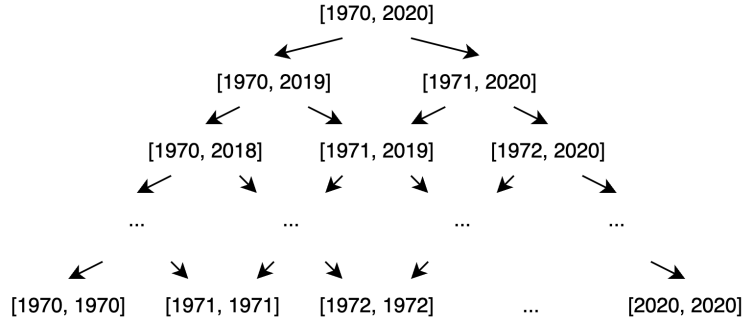 [1970, 2020]
[1970, 2019] [1971, 2020]
[1970, 2018] [1971, 2019] [1972, 2020]
... ... ... ...
[1970, 1970] [1971, 1971] [1972, 1972] ... [2020, 2020]